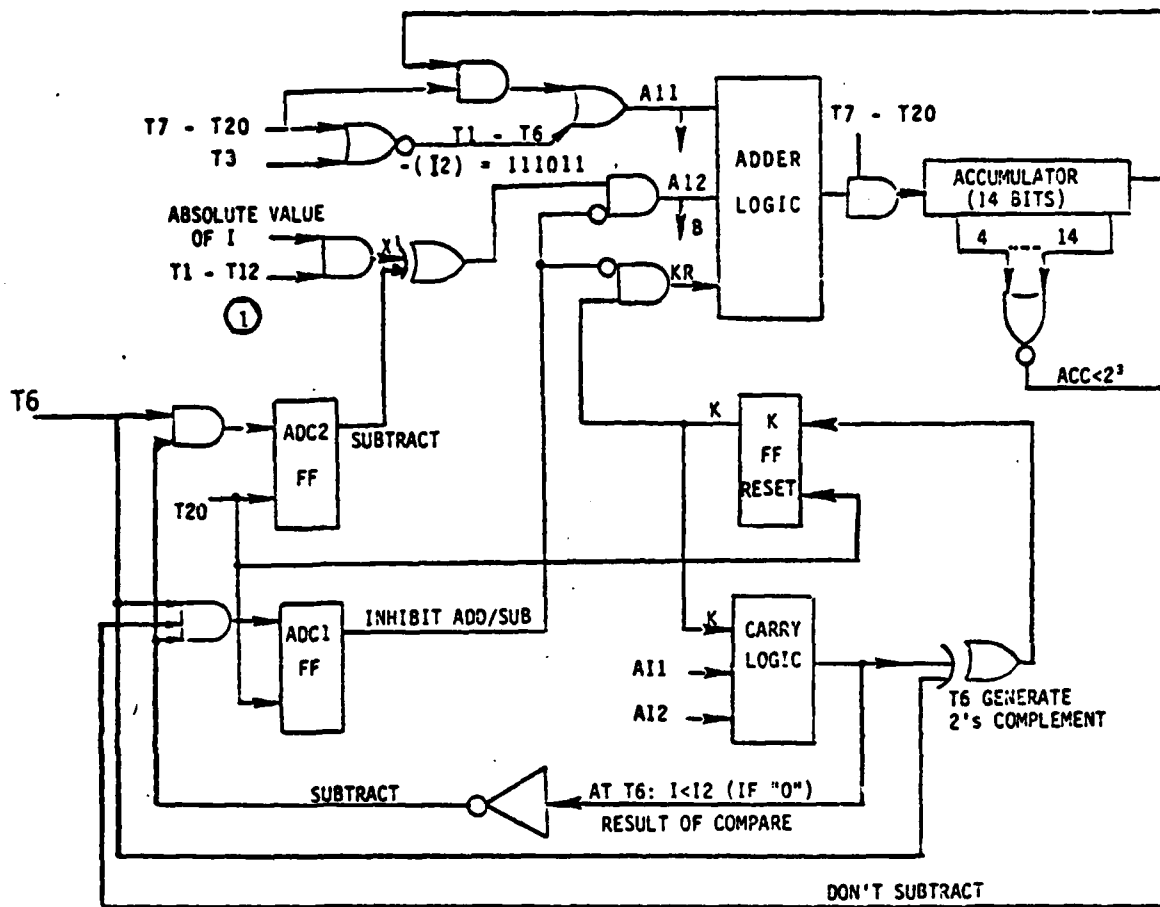 T7 - T20
T3
T1 - T6
-(I2) = 111011
AI1
AI2
B
KR
ADDER
LOGIC
T7 - T20
ACCUMULATOR
(14 BITS)
4 ---- 14
ACC<2³
ABSOLUTE VALUE
OF I
T1 - T12
X
1
T6
ADC2
FF
SUBTRACT
T20
K
K
FF
RESET
ADC1
FF
INHIBIT ADD/SUB
K
CARRY
LOGIC
AI1
AI2
T6 GENERATE
2's COMPLEMENT
SUBTRACT
AT T6: I<I2 (IF "0")
RESULT OF COMPARE
DON'T SUBTRACT